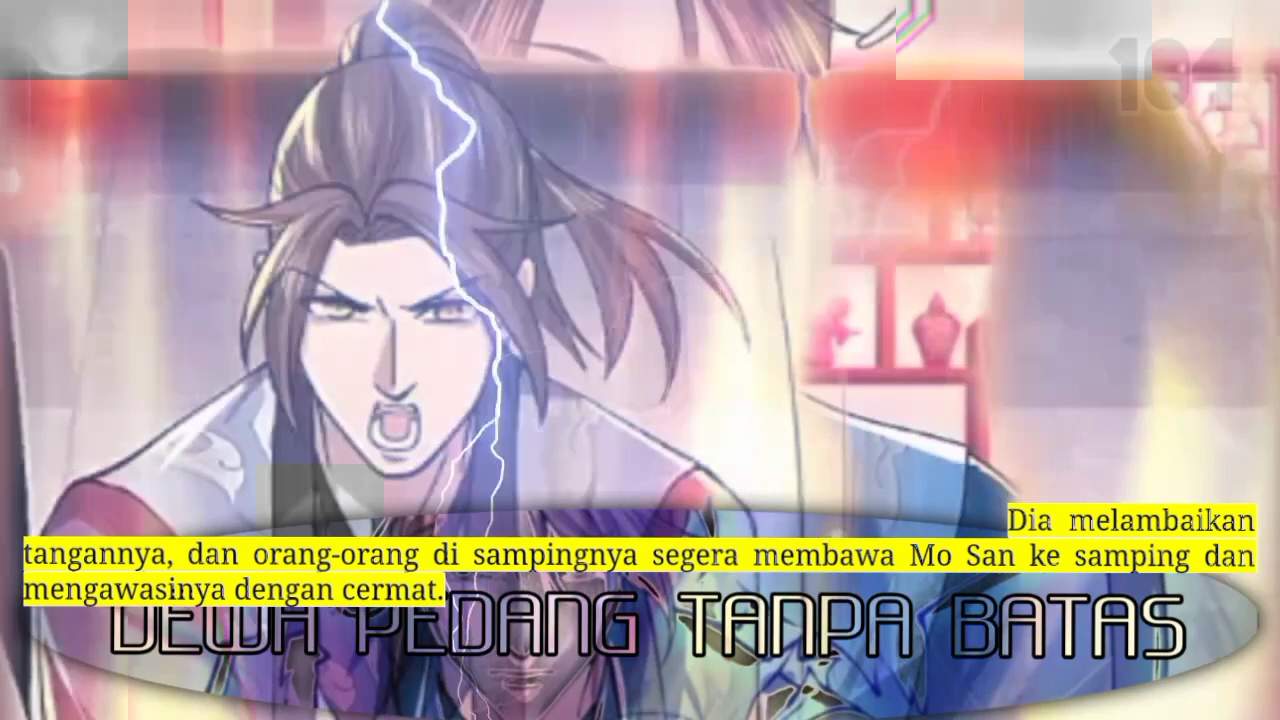 101
Dia melambaikan
tangannya, dan orang-orang di sampingnya segera membawa Mo San ke samping dan
mengawasinya dengan cermat.
DEWA PEDANG TANPA BATAS